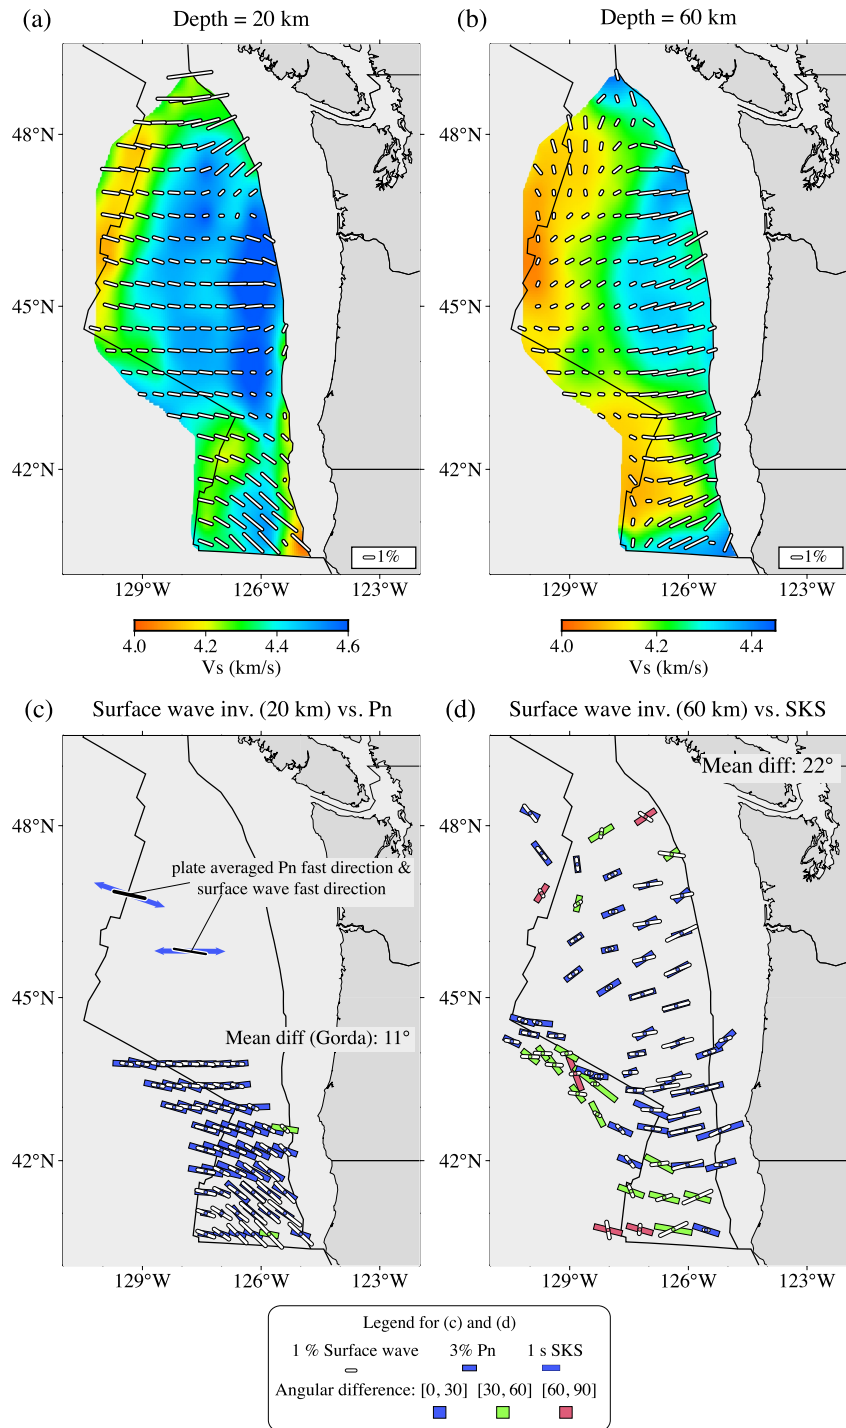 (a) Depth = 20 km
(b) Depth = 60 km
48°N
45°N
42°N
129°W 126°W 123°W
1%
48°N
45°N
42°N
129°W 126°W 123°W
1%
4.0 4.2 4.4 4.6
Vs (km/s)
4.0 4.2 4.4
Vs (km/s)
(c) Surface wave inv. (20 km) vs. Pn
(d) Surface wave inv. (60 km) vs. SKS
48°N
45°N
42°N
129°W 126°W 123°W
plate averaged Pn fast direction &
surface wave fast direction
Mean diff (Gorda): 11°
Mean diff: 22°
48°N
45°N
42°N
129°W 126°W 123°W
Legend for (c) and (d)
1 % Surface wave 3% Pn 1 s SKS
Angular difference: [0, 30] [30, 60] [60, 90]